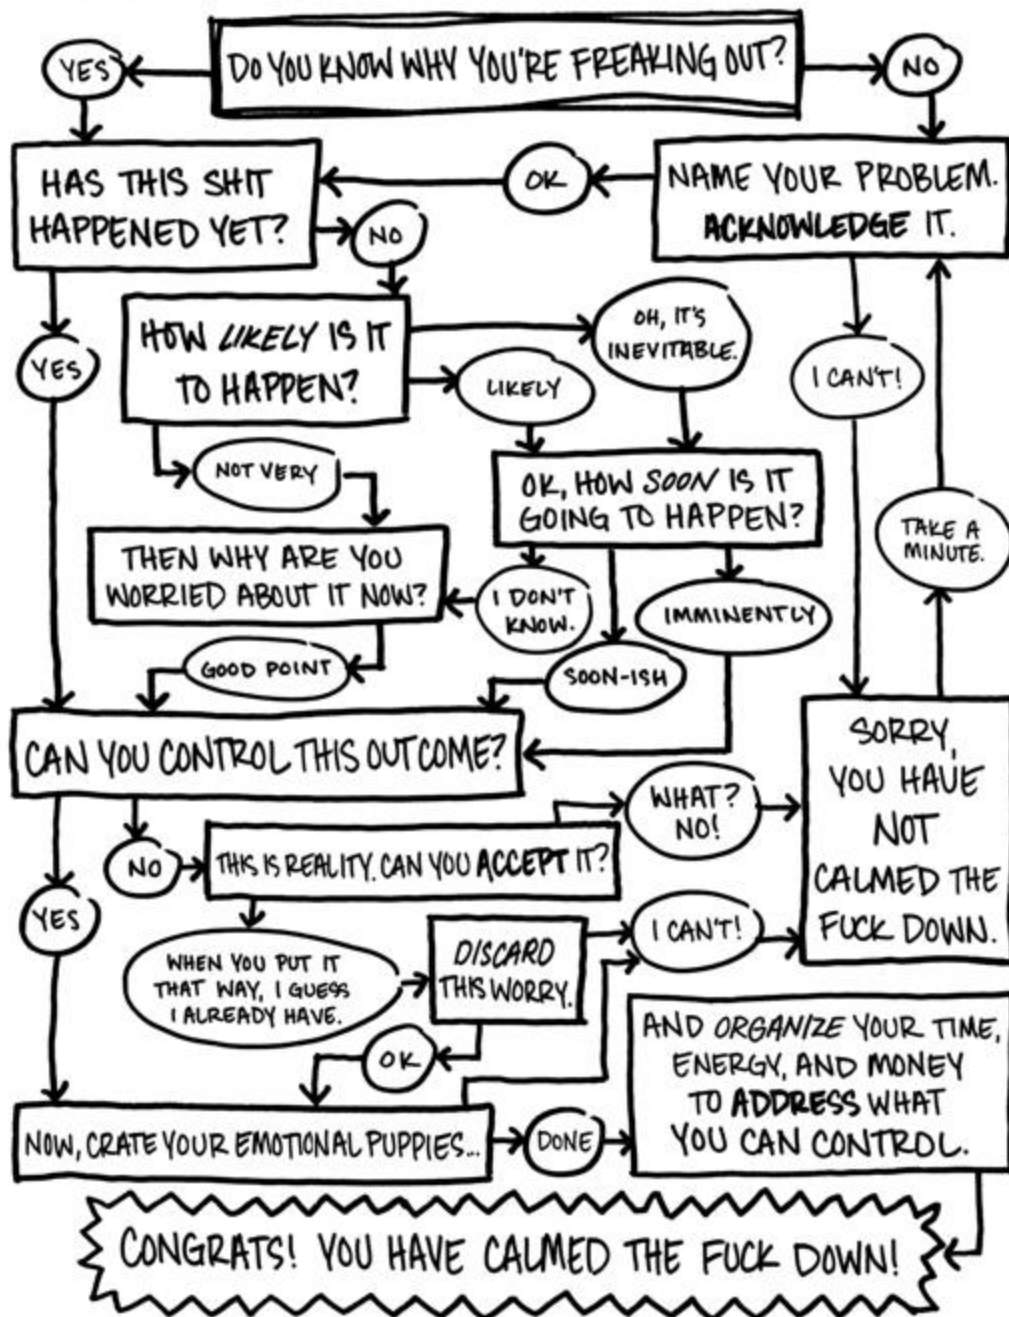 DO YOU KNOW WHY YOU'RE FREAKING OUT?
YES
NO
HAS THIS SHIT
HAPPENED YET?
OK
NAME YOUR PROBLEM.
ACKNOWLEDGE IT.
NO
YES
HOW LIKELY IS IT
TO HAPPEN?
OH, IT'S
INEVITABLE.
LIKELY
I CAN'T!
NOT VERY
OK, HOW SOON IS IT
GOING TO HAPPEN?
TAKE A
MINUTE.
THEN WHY ARE YOU
WORRIED ABOUT IT NOW?
I DON'T
KNOW.
IMMINENTLY
GOOD POINT
SOON-ISH
CAN YOU CONTROL THIS OUTCOME?
SORRY,
YOU HAVE
NOT
CALMED THE
FUCK DOWN.
WHAT?
NO!
NO
THIS IS REALITY. CAN YOU ACCEPT IT?
YES
WHEN YOU PUT IT
THAT WAY, I GUESS
I ALREADY HAVE.
DISCARD
THIS WORRY.
I CAN'T!
OK
AND ORGANIZE YOUR TIME,
ENERGY, AND MONEY
TO ADDRESS WHAT
YOU CAN CONTROL.
NOW, CRATE YOUR EMOTIONAL PUPPIES...
DONE
CONGRATS! YOU HAVE CALMED THE FUCK DOWN!